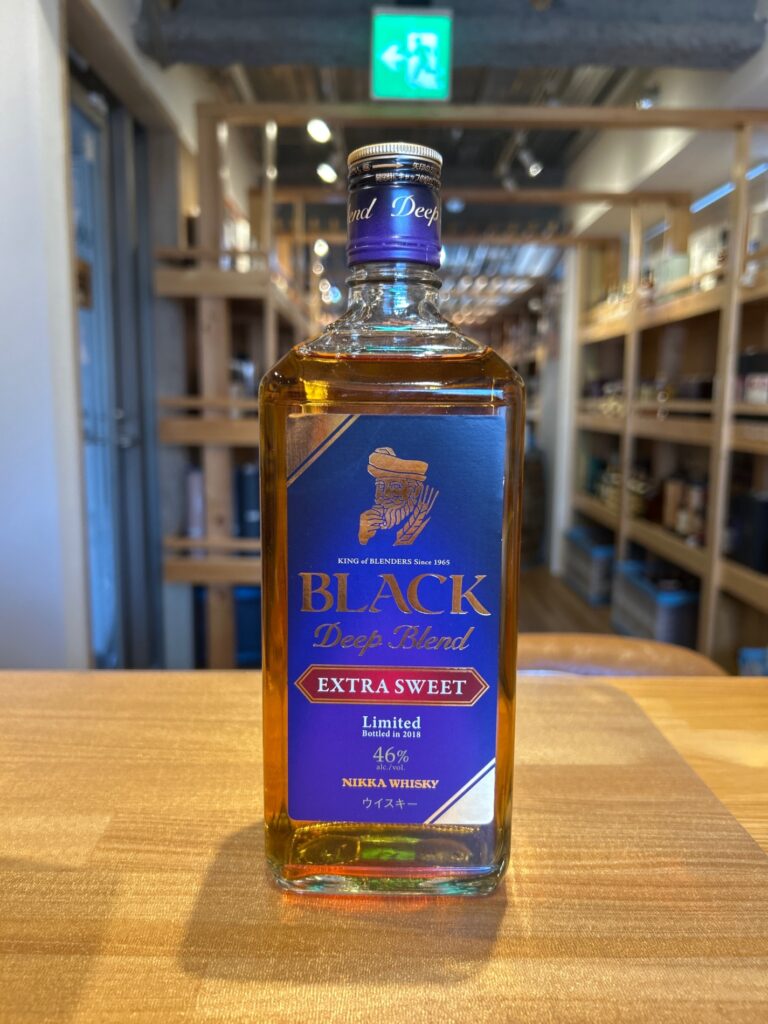 end Deep
KING of BLENDERS Since 1965
BLACK
Deep Blend
EXTRA SWEET
Limited
Bottled in 2018
46%
alc./vol.
NIKKA WHISKY
ウイスキー